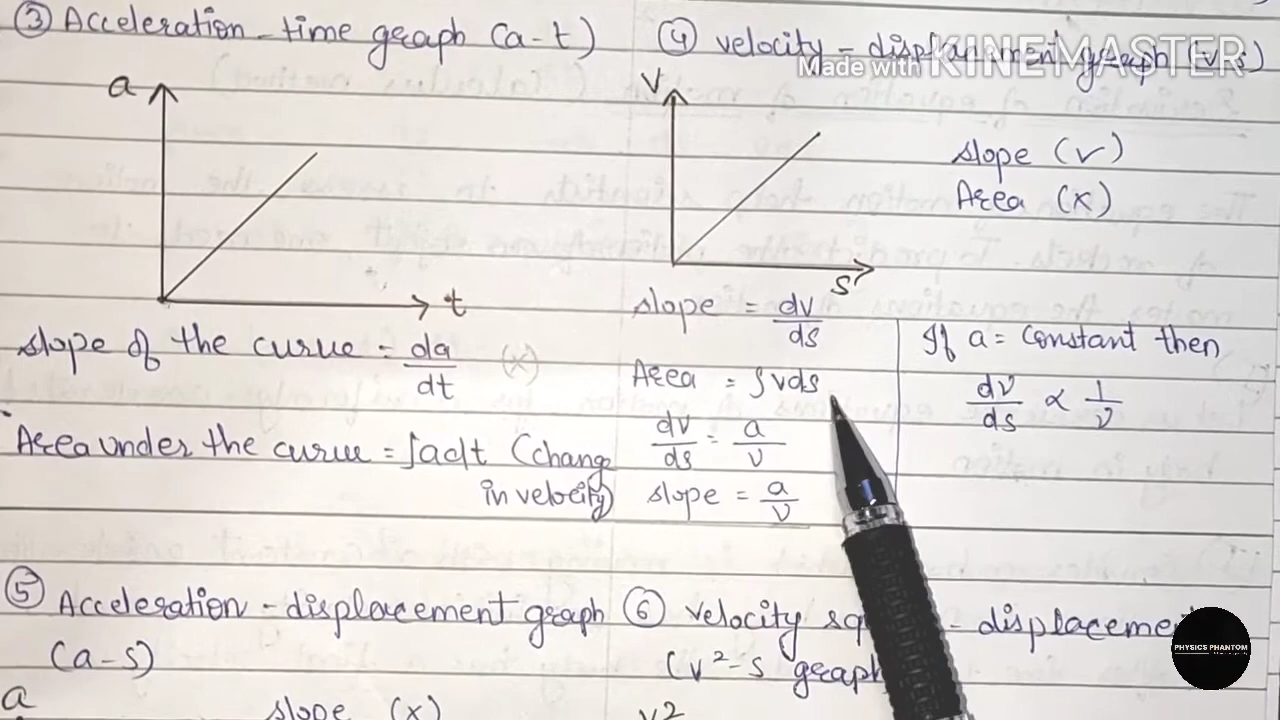 ③ Acceleration - time graph (a-t)
a
t
slope of the curve = da/dt (x)
Area under the curve = ∫adt (change
in velocity)
④ velocity - displacement graph (v-s)
Made with KINEMASTER
v
s
slope (✓)
Area (x)
slope = dv/ds
Area = ∫vds
dv/ds = a/v
slope = a/v
If a = constant then
dv/ds ∝ 1/v
⑤ Acceleration - displacement graph
(a-s)
a
slope (x)
⑥ velocity - displacement
(v²-s graph
v²
PHYSICS PHANTOM